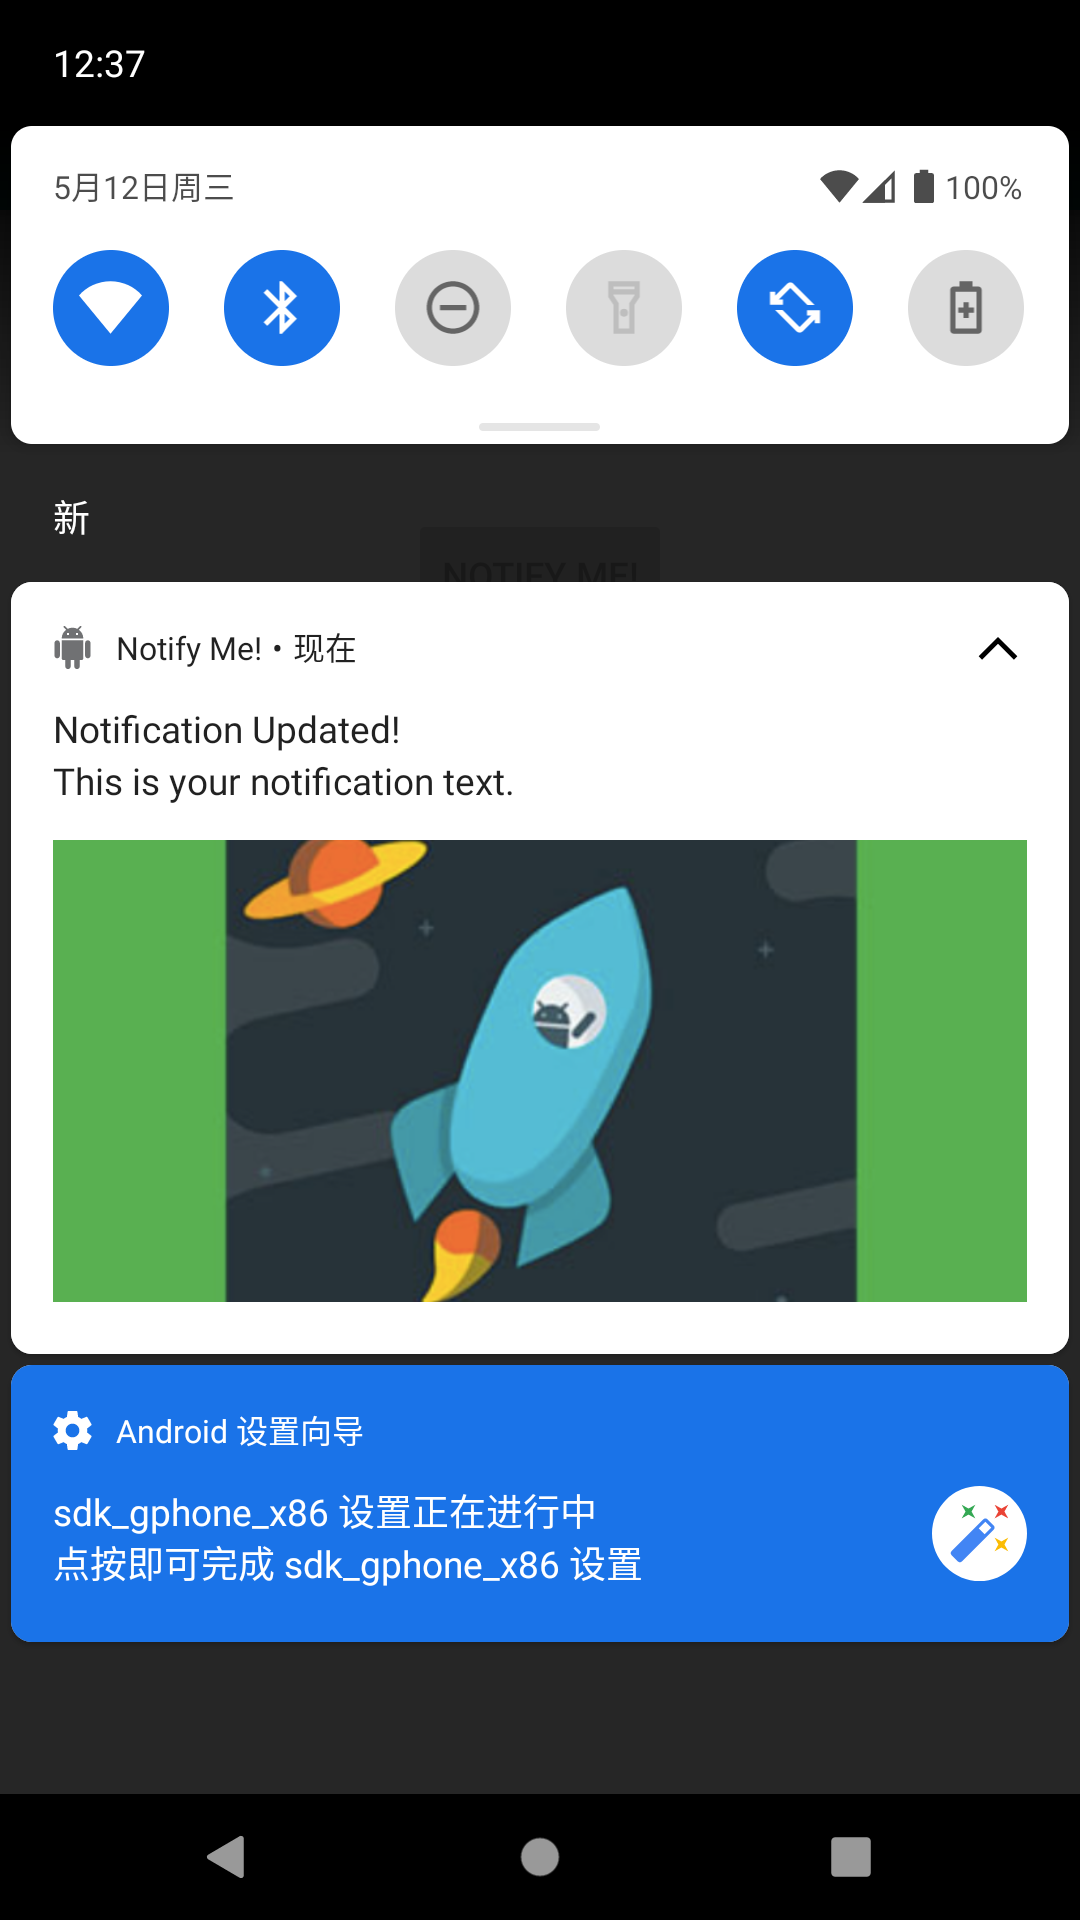 12:37
5月12日周三 100%
新
NOTIFY ME!
Notify Me! • 现在
Notification Updated!
This is your notification text.
Android 设置向导
sdk_gphone_x86 设置正在进行中
点按即可完成 sdk_gphone_x86 设置